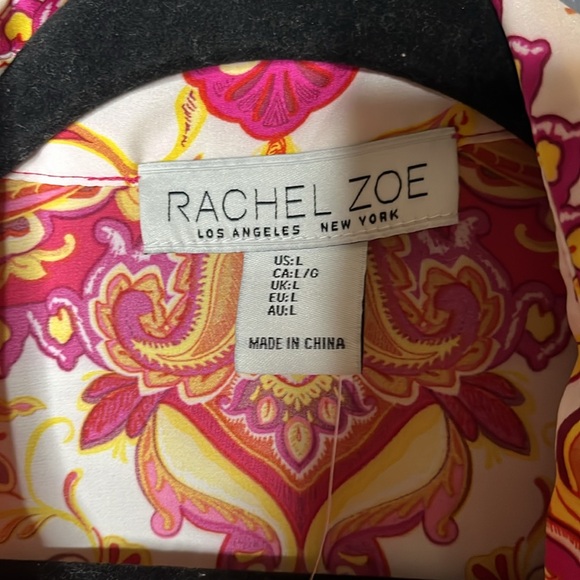 RACHEL ZOE
LOS ANGELES NEW YORK
US:L
CA:L/G
UK:L
EU:L
AU:L
MADE IN CHINA